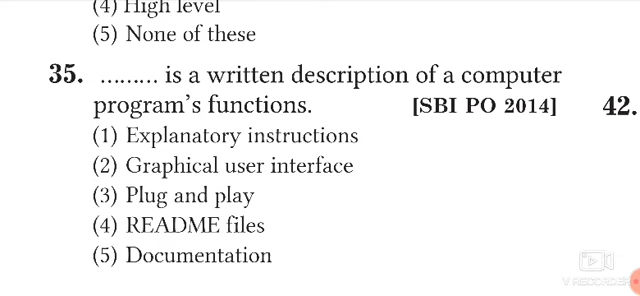 (4) High level
(5) None of these
35. ......... is a written description of a computer
program's functions. [SBI PO 2014] 42.
(1) Explanatory instructions
(2) Graphical user interface
(3) Plug and play
(4) README files
(5) Documentation
V RECORDER